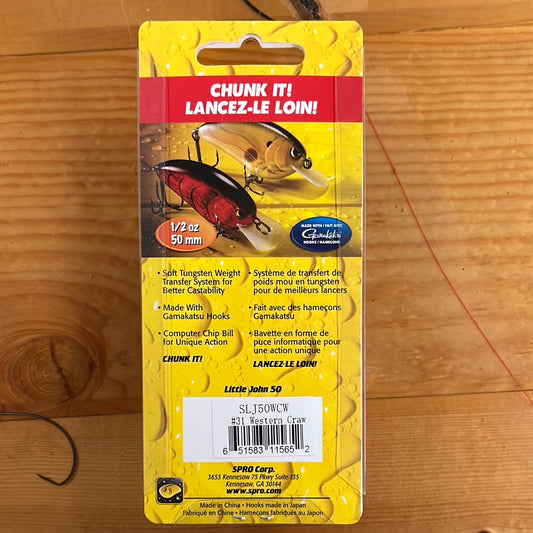 CHUNK IT!
LANCEZ-LE LOIN!
1/2 oz
50 mm
MADE WITH / FAIT AVEC
Gamakatsu
HOOKS / HAMEÇONS
• Soft Tungsten Weight
Transfer System for
Better Castability
• Made With
Gamakatsu Hooks
• Computer Chip Bill
for Unique Action
CHUNK IT!
• Système de transfert de
poids mou en tungsten
pour de meilleurs lancers
• Fait avec des hameçons
Gamakatsu
• Bavette en forme de
puce informatique pour
une action unique
LANCEZ-LE LOIN!
Little John 50
SLJ50WCW
#31 Western Craw
6 51583 11565 2
SPRO Corp.
3655 Kennesaw 75 Pkwy Suite 135
Kennesaw, GA 30144
www.spro.com
Made in China • Hooks made in Japan
Fabriqué en Chine • Hameçons fabriqués au Japon